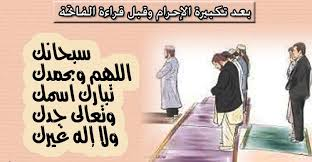 بعد تكبيرة الإحرام وقبل قراءة الفاتحة
سبحانك
اللهم وبحمدك
تبارك اسمك
وتعالى جدك
ولا إله غيرك